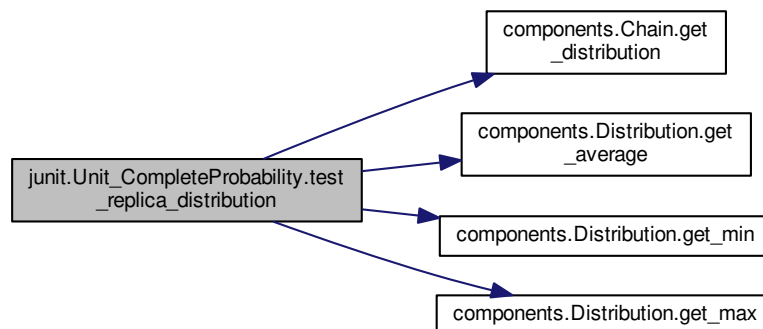 components.Chain.get
_distribution
components.Distribution.get
_average
junit.Unit_CompleteProbability.test
_replica_distribution
components.Distribution.get_min
components.Distribution.get_max